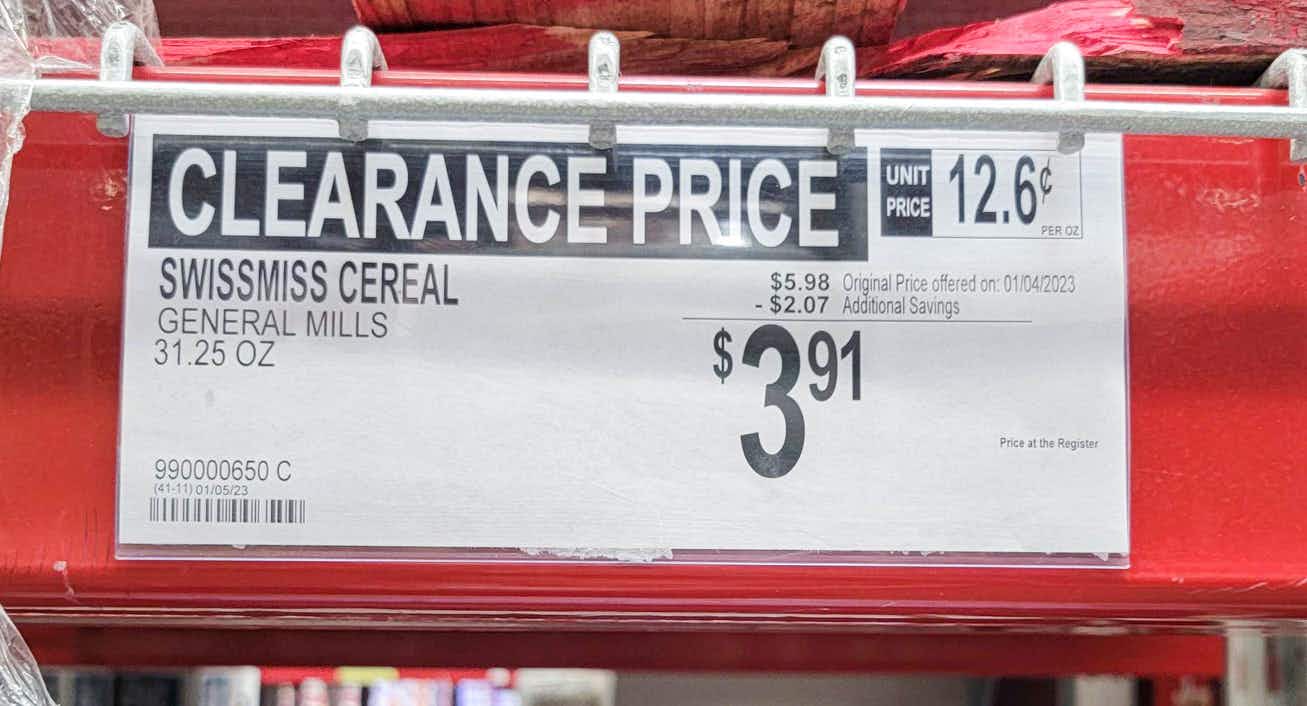 CLEARANCE PRICE
UNIT PRICE
12.6¢
PER OZ
SWISSMISS CEREAL
GENERAL MILLS
31.25 OZ
$5.98 Original Price offered on: 01/04/2023
- $2.07 Additional Savings
$3 91
Price at the Register
990000650 C
(41-11) 01/05/23